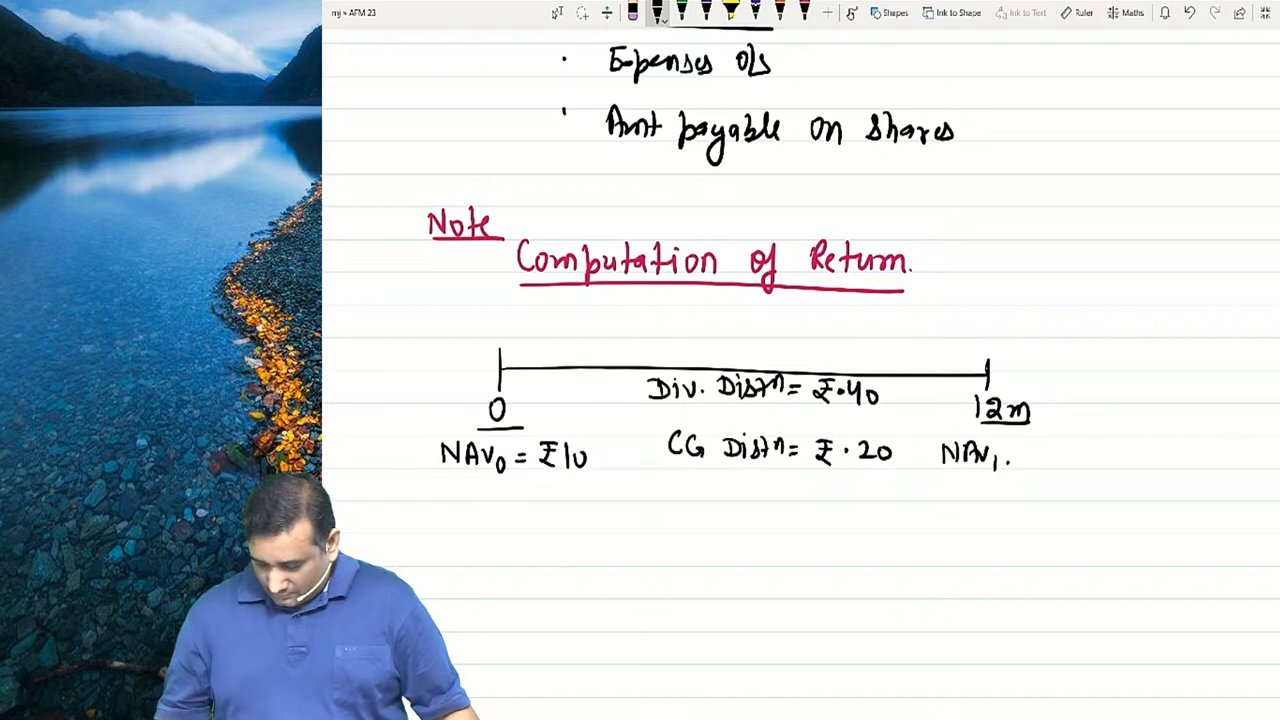 mj » AFM 23
Shapes
Ink to Shape
Ink to Text
Ruler
Maths
· Expenses o/s
· Amt payable on shares
Note
Computation of Return.
Div. Distn = ₹.40
0
12m
NAV0 = ₹10
CG Distn = ₹.20
NAV1.